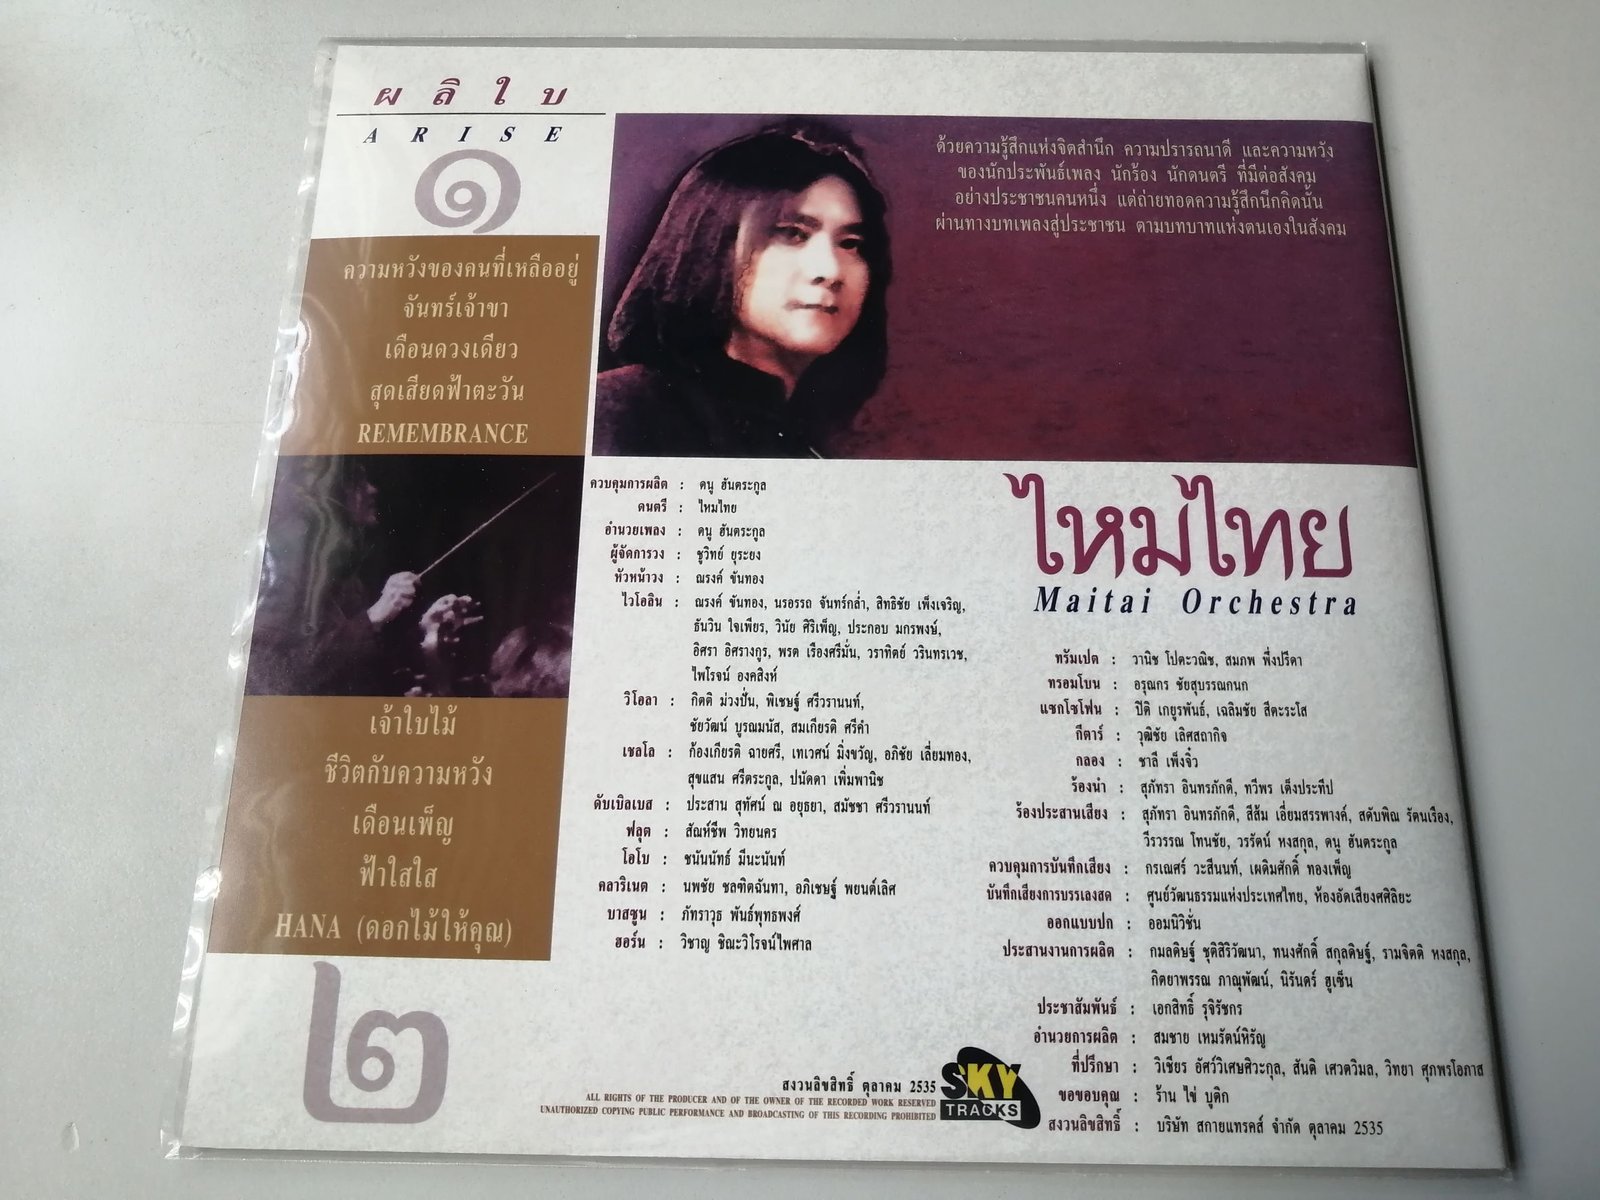 ผลิใบ
ARISE
๑
ความหวังของคนที่เหลืออยู่
จันทร์เจ้าขา
เดือนดวงเดียว
สุดเสียดฟ้าตะวัน
REMEMBRANCE
เจ้าใบไม้
ชีวิตกับความหวัง
เดือนเพ็ญ
ฟ้าใสใส
HANA (ดอกไม้ให้คุณ)
๒
ด้วยความรู้สึกแห่งจิตสำนึก ความปรารถนาดี และความหวัง
ของนักประพันธ์เพลง นักร้อง นักดนตรี ที่มีต่อสังคม
อย่างประชาชนคนหนึ่ง แต่ถ่ายทอดความรู้สึกนึกคิดนั้น
ผ่านทางบทเพลงสู่ประชาชน ตามบทบาทแห่งตนเองในสังคม
ควบคุมการผลิต : ดนู ฮันตระกูล
ดนตรี : ไหมไทย
อำนวยเพลง : ดนู ฮันตระกูล
ผู้จัดการวง : ชูวิทย์ ยุระยง
หัวหน้าวง : ณรงค์ ขันทอง
ไวโอลิน : ณรงค์ ขันทอง, นรอรรถ จันทร์กล่ำ, สิทธิชัย เพ็งเจริญ,
ธันวิน ใจเพียร, วินัย ศิริเพ็ญ, ประกอบ มกรพงษ์,
อิศรา อิศรางกูร, พรต เรืองศรีมั่น, วราทิตย์ วรินทรเวช,
ไพโรจน์ องคสิงห์
วิโอลา : กิตติ ม่วงปั่น, พิเชษฐ์ ศรีวรานนท์,
ชัยวัฒน์ บูรณมนัส, สมเกียรติ ศรีคำ
เชลโล : ก้องเกียรติ ฉายศรี, เทเวศน์ มิ่งขวัญ, อภิชัย เลี่ยมทอง,
สุขแสน ศรีตระกูล, ปนัดดา เพิ่มพานิช
ดับเบิลเบส : ประสาน สุทัศน์ ณ อยุธยา, สมัชชา ศรีวรานนท์
ฟลุต : สัณห์ชีพ วิทยนคร
โอโบ : ชนันนัทธ์ มีนะนันท์
คลาริเนต : นพชัย ชลฑิตฉันทา, อภิเชษฐ์ พยนต์เลิศ
บาสซูน : ภัทราวุธ พันธ์พุทธพงศ์
ฮอร์น : วิชาญ ชิณะวิโรจน์ไพศาล
ไหมไทย
Maitai Orchestra
ทรัมเปต : วานิช โปตะวณิช, สมภพ พึ่งปรีดา
ทรอมโบน : อรุณกร ชัยสุบรรณกนก
แซกโซโฟน : ปิติ เกยูรพันธ์, เฉลิมชัย สีตะระโส
กีตาร์ : วุฒิชัย เลิศสถากิจ
กลอง : ชาลี เพ็งจิ๋ว
ร้องนำ : สุภัทรา อินทรภักดี, ทวีพร เต็งประทีป
ร้องประสานเสียง : สุภัทรา อินทรภักดี, สีส้ม เอี่ยมสรรพางค์, สดับพิณ รัตนเรือง,
วีรวรรณ โทนชัย, วรรัตน์ หงสกุล, ดนู ฮันตระกูล
ควบคุมการบันทึกเสียง : กรเณศร์ วะสีนนท์, เผดิมศักดิ์ ทองเพ็ญ
บันทึกเสียงการบรรเลงสด : ศูนย์วัฒนธรรมแห่งประเทศไทย, ห้องอัดเสียงศศิลิยะ
ออกแบบปก : ออมนิวิชั่น
ประสานงานการผลิต : กมลดิษฐ์ ชุติสิริวัฒนา, ทนงศักดิ์ สกุลดิษฐ์, รามจิตติ หงสกุล,
กิตยาพรรณ ภาณุพัฒน์, นิรันดร์ ฮูเซ็น
ประชาสัมพันธ์ : เอกสิทธิ์ รุจิรัชกร
อำนวยการผลิต : สมชาย เหมรัตน์หิรัญ
ที่ปรึกษา : วิเชียร อัศว์วิเศษศิวะกุล, สันติ เศวตวิมล, วิทยา ศุภพรโอภาส
ขอขอบคุณ : ร้าน ไข่ บูติก
สงวนลิขสิทธิ์ : บริษัท สกายแทรคส์ จำกัด ตุลาคม 2535
สงวนลิขสิทธิ์ ตุลาคม 2535
ALL RIGHTS OF THE PRODUCER AND OF THE OWNER OF THE RECORDED WORK RESERVED
UNAUTHORIZED COPYING PUBLIC PERFORMANCE AND BROADCASTING OF THIS RECORDING PROHIBITED
SKY
TRACKS